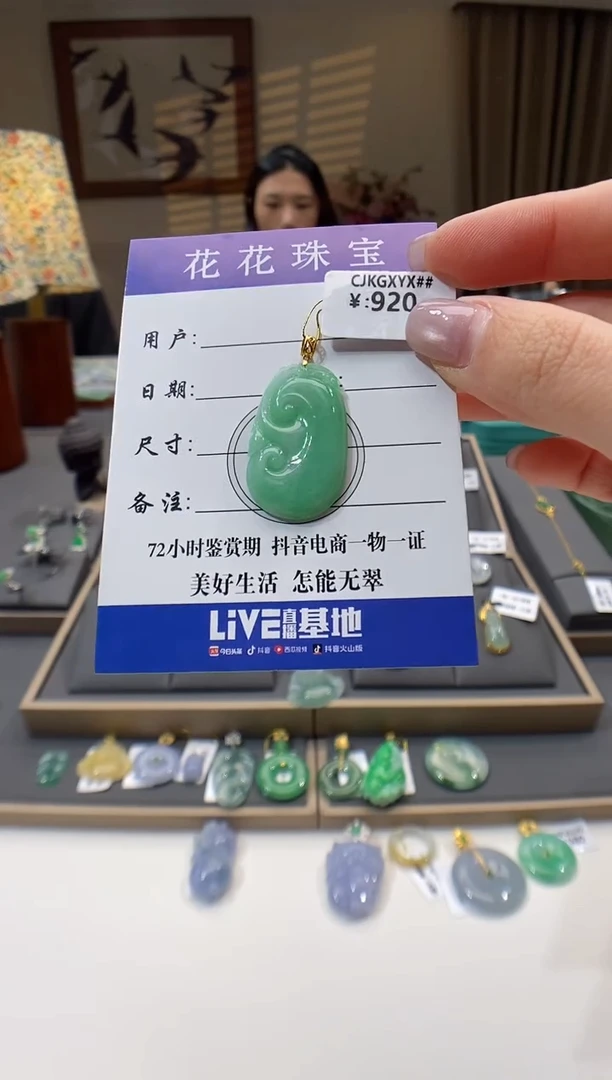 花花珠宝
CJKGXYX##
¥:920
用户:
日期:
尺寸:
备注:
72小时鉴赏期 抖音电商一物一证
美好生活 怎能无翠
LiVE直播基地
今日头条 抖音 西瓜视频 抖音火山版